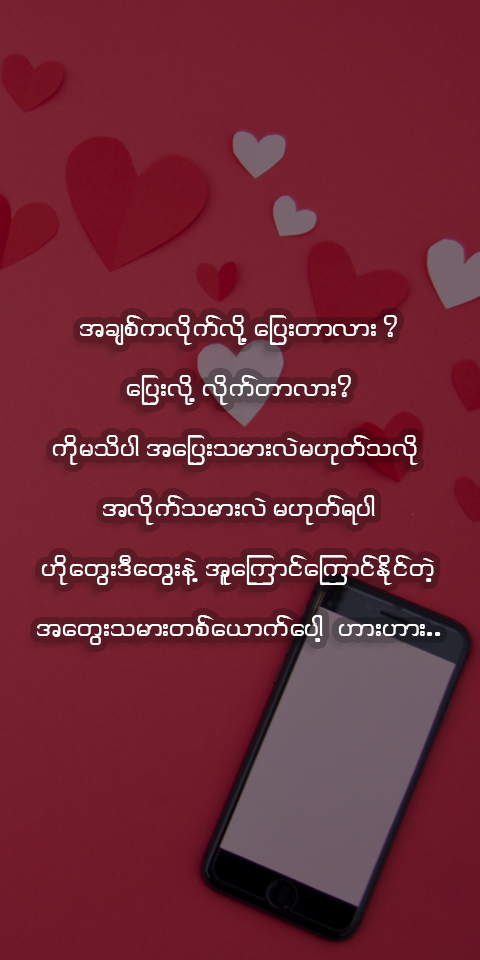 အချစ်ကလိုက်လို့ ပြေးတာလား ?
ပြေးလို့ လိုက်တာလား?
ကိုမသိပါ အပြေးသမားလဲမဟုတ်သလို
အလိုက်သမားလဲ မဟုတ်ရပါ
ဟိုတွေးဒီတွေးနဲ့ အူကြောင်ကြောင်နိုင်တဲ့
အတွေးသမားတစ်ယောက်ပေါ့ ဟားဟား..